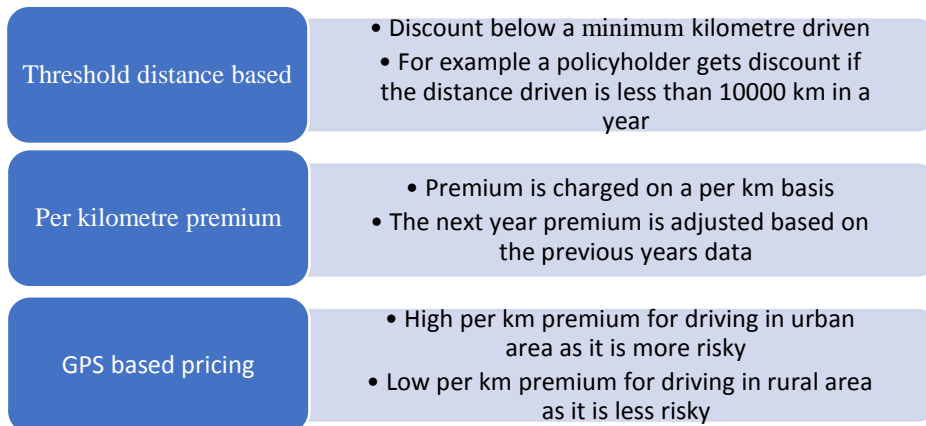 Threshold distance based
• Discount below a minimum kilometre driven
• For example a policyholder gets discount if
the distance driven is less than 10000 km in a
year
Per kilometre premium
• Premium is charged on a per km basis
• The next year premium is adjusted based on
the previous years data
GPS based pricing
• High per km premium for driving in urban
area as it is more risky
• Low per km premium for driving in rural area
as it is less risky